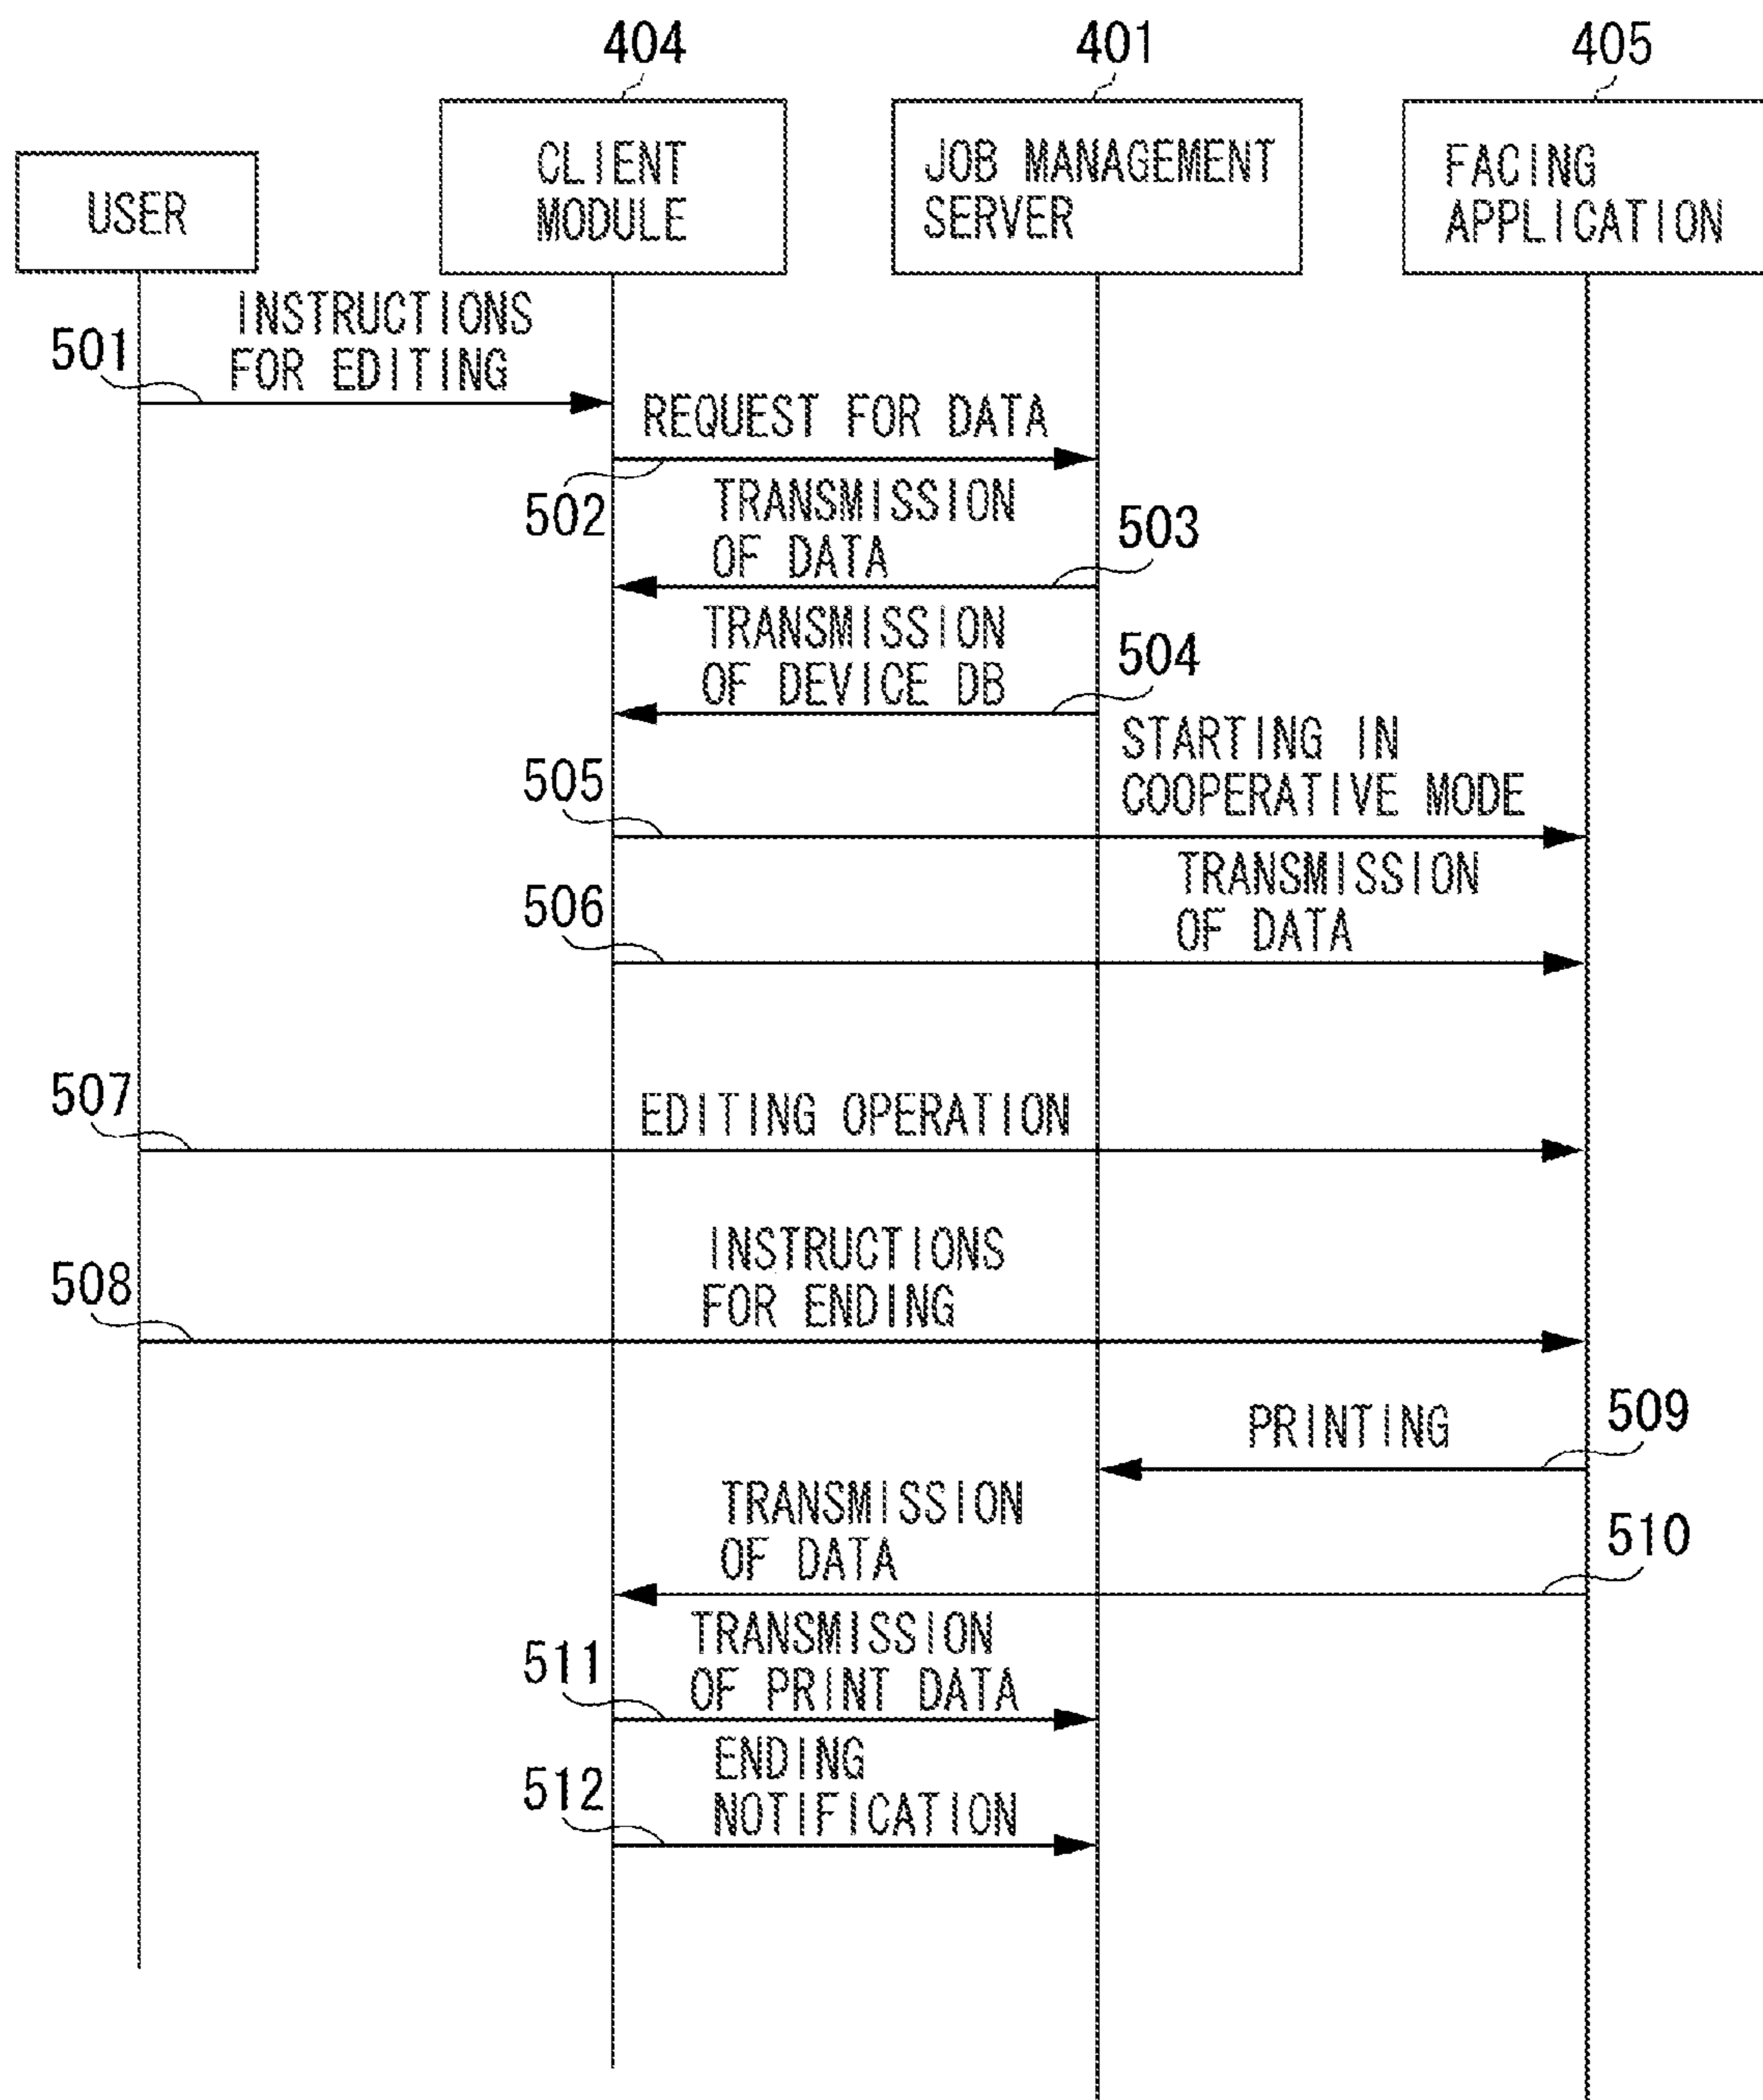 404
401
405
USER
CLIENT
MODULE
JOB MANAGEMENT
SERVER
FACING
APPLICATION
501
INSTRUCTIONS
FOR EDITING
REQUEST FOR DATA
502
TRANSMISSION
OF DATA
503
TRANSMISSION
OF DEVICE DB
504
505
STARTING IN
COOPERATIVE MODE
506
TRANSMISSION
OF DATA
507
EDITING OPERATION
508
INSTRUCTIONS
FOR ENDING
PRINTING
509
TRANSMISSION
OF DATA
510
511
TRANSMISSION
OF PRINT DATA
512
ENDING
NOTIFICATION